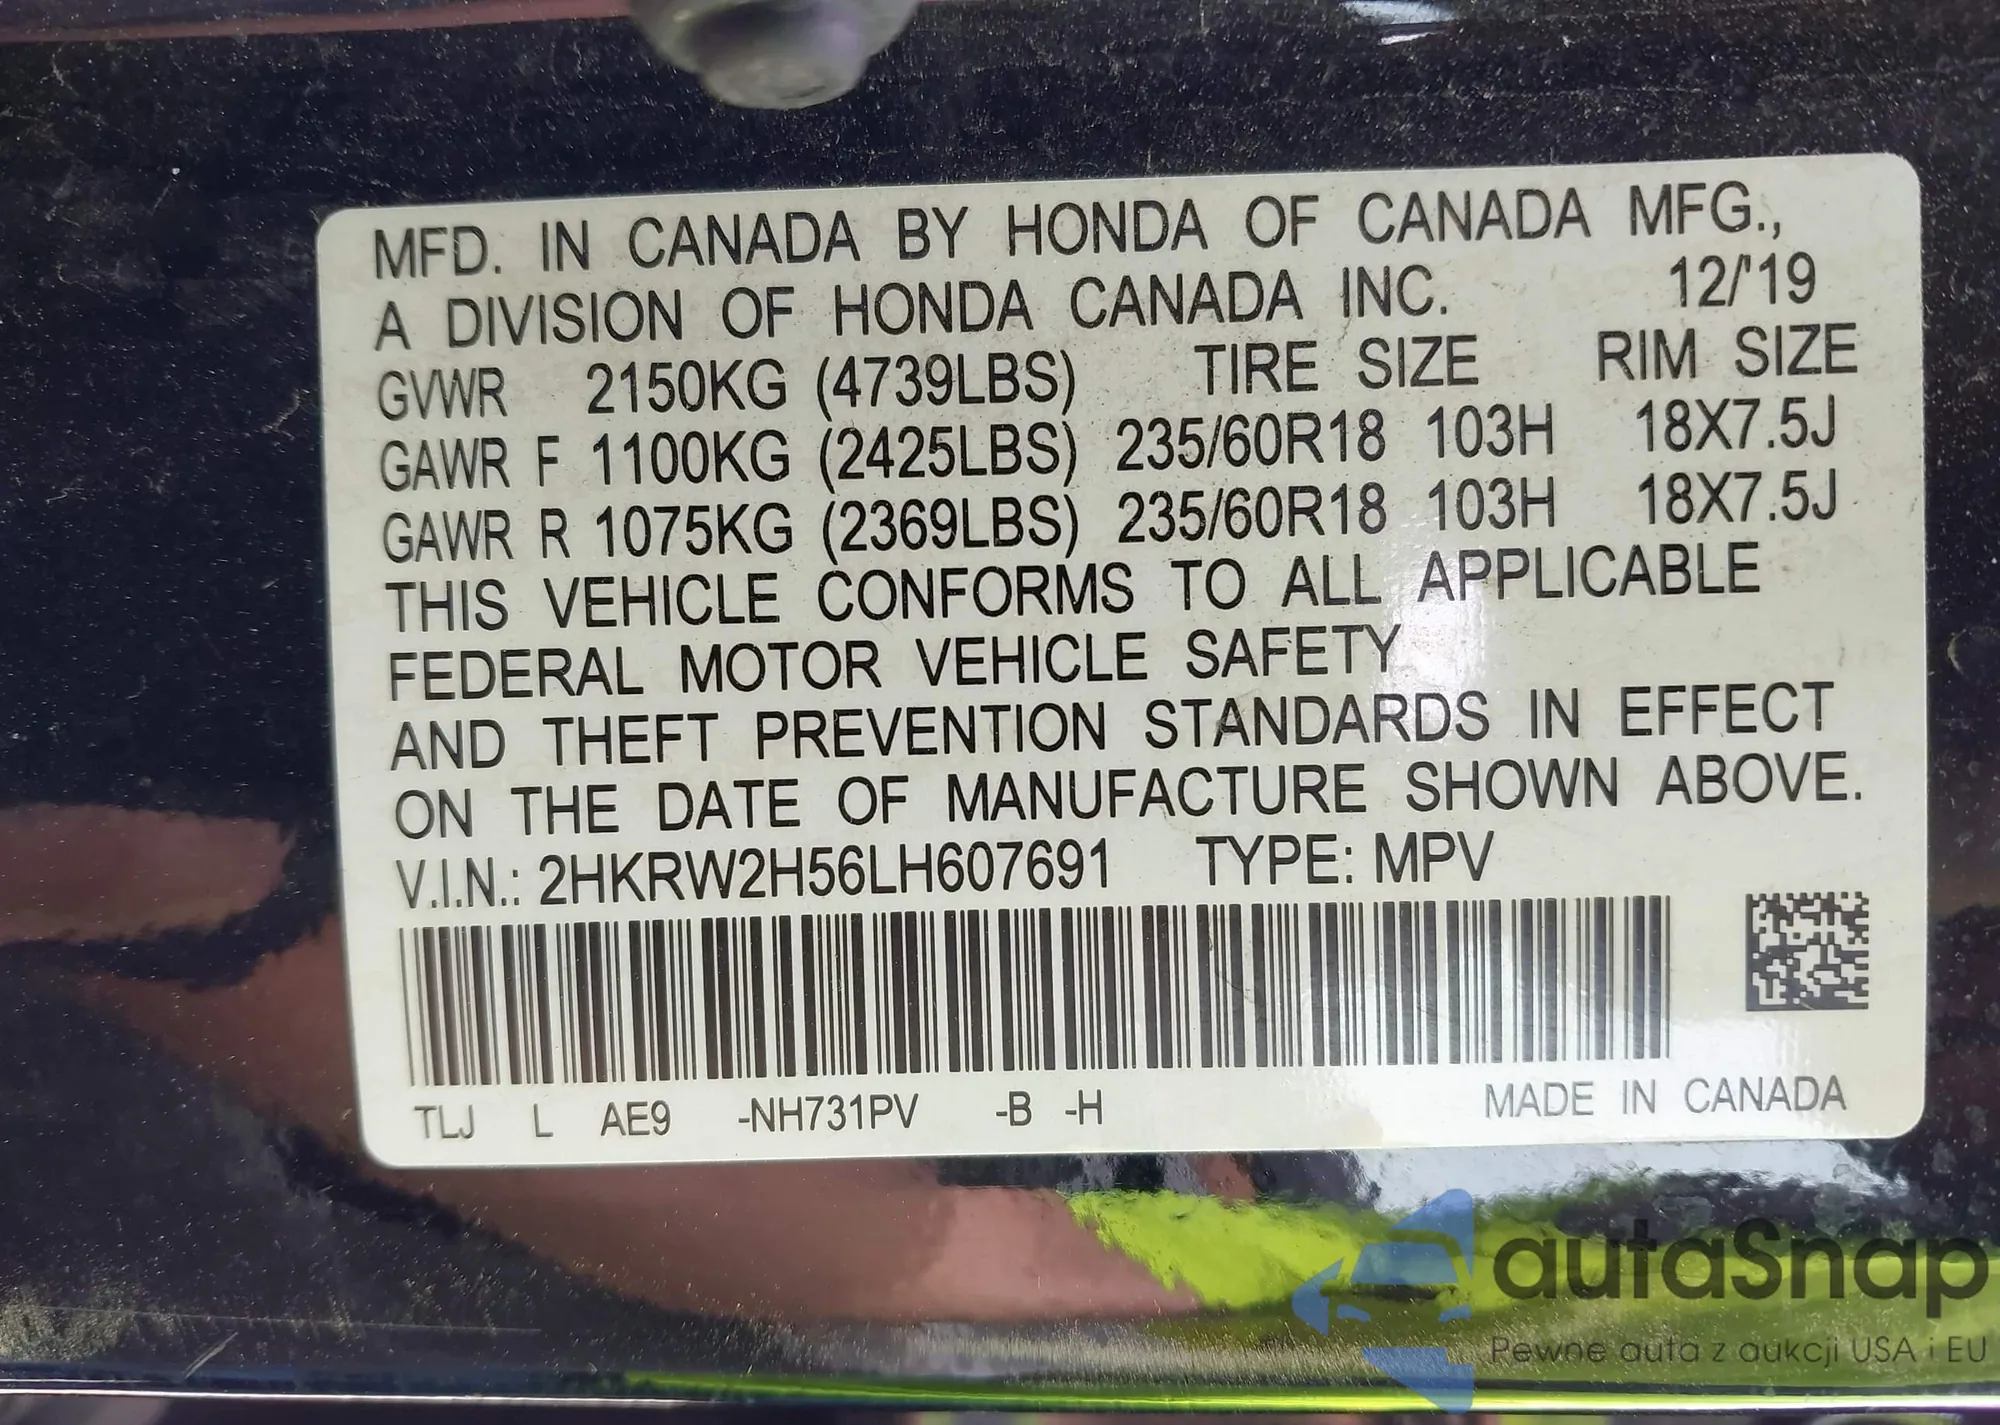 MFD. IN CANADA BY HONDA OF CANADA MFG.,
A DIVISION OF HONDA CANADA INC. 12/'19
GVWR 2150KG (4739LBS) TIRE SIZE RIM SIZE
GAWR F 1100KG (2425LBS) 235/60R18 103H 18X7.5J
GAWR R 1075KG (2369LBS) 235/60R18 103H 18X7.5J
THIS VEHICLE CONFORMS TO ALL APPLICABLE
FEDERAL MOTOR VEHICLE SAFETY
AND THEFT PREVENTION STANDARDS IN EFFECT
ON THE DATE OF MANUFACTURE SHOWN ABOVE.
V.I.N.: 2HKRW2H56LH607691 TYPE: MPV
TLJ L AE9 -NH731PV -B -H MADE IN CANADA
autaSnap
Pewne auta z aukcji USA i EU